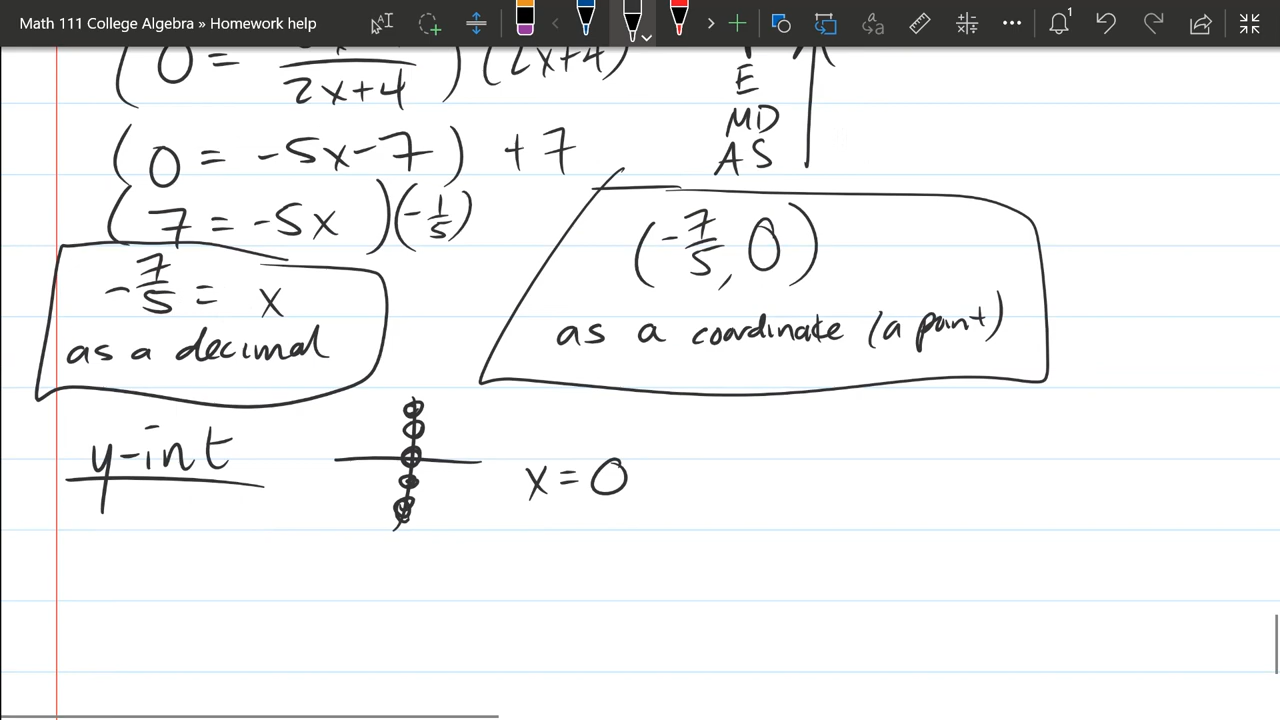 Math 111 College Algebra » Homework help
( 0 = / 2x+4 ) (2x+4)
E
MD
AS
( 0 = -5x-7 ) +7
( 7 = -5x )(-1/5)
-7/5 = x
as a decimal
(-7/5, 0)
as a coordinate (a point)
y-int
x = 0